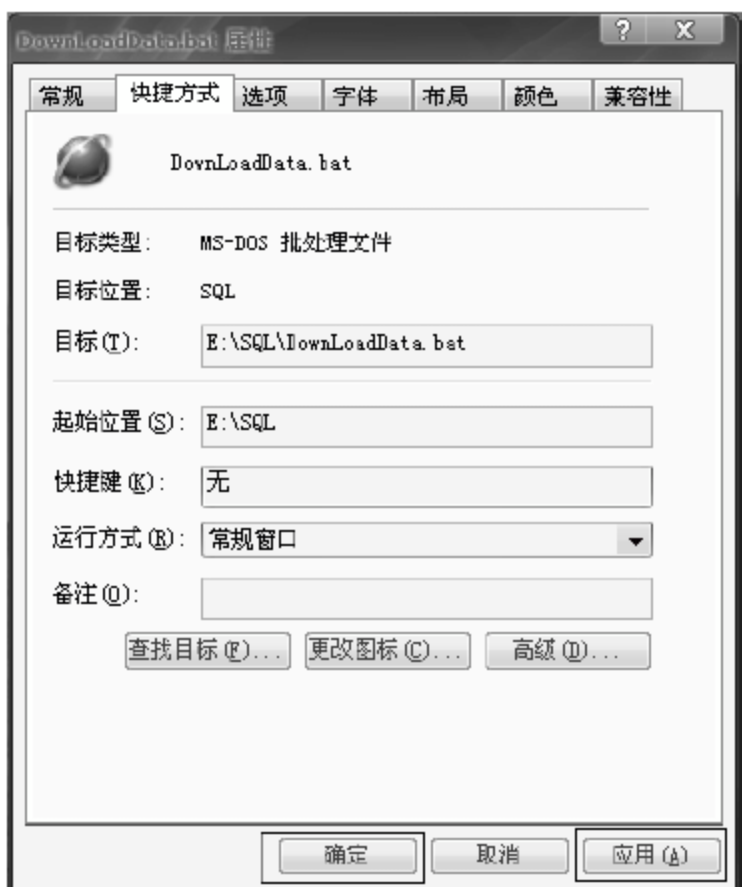 DownLoadData.bat 属性
? X
常规 快捷方式 选项 字体 布局 颜色 兼容性
DownLoadData.bat
目标类型: MS-DOS 批处理文件
目标位置: SQL
目标(T): E:\SQL\DownLoadData.bat
起始位置(S): E:\SQL
快捷键(K): 无
运行方式(R): 常规窗口
备注(O):
查找目标(F)... 更改图标(C)... 高级(D)...
确定 取消 应用(A)